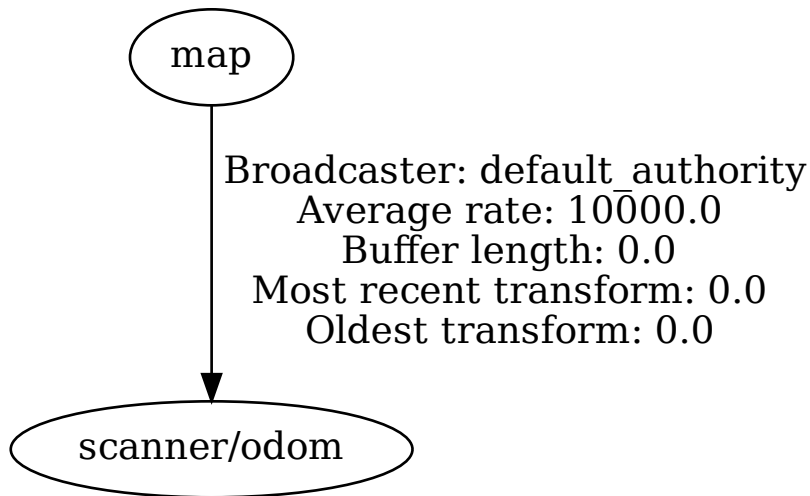 map
Broadcaster: default_authority
Average rate: 10000.0
Buffer length: 0.0
Most recent transform: 0.0
Oldest transform: 0.0
scanner/odom